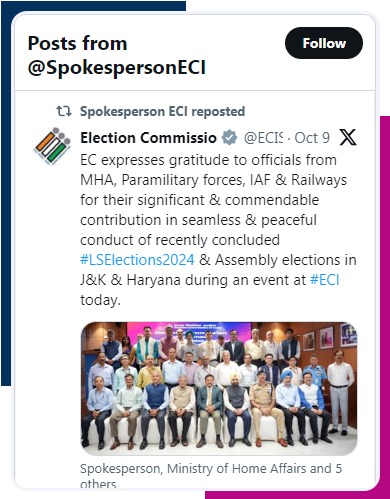 Posts from
@SpokespersonECI
Follow
Spokesperson ECI reposted
Election Commissio @ECIS · Oct 9
EC expresses gratitude to officials from
MHA, Paramilitary forces, IAF & Railways
for their significant & commendable
contribution in seamless & peaceful
conduct of recently concluded
#LSElections2024 & Assembly elections in
J&K & Haryana during an event at #ECI
today.
Spokesperson, Ministry of Home Affairs and 5
others